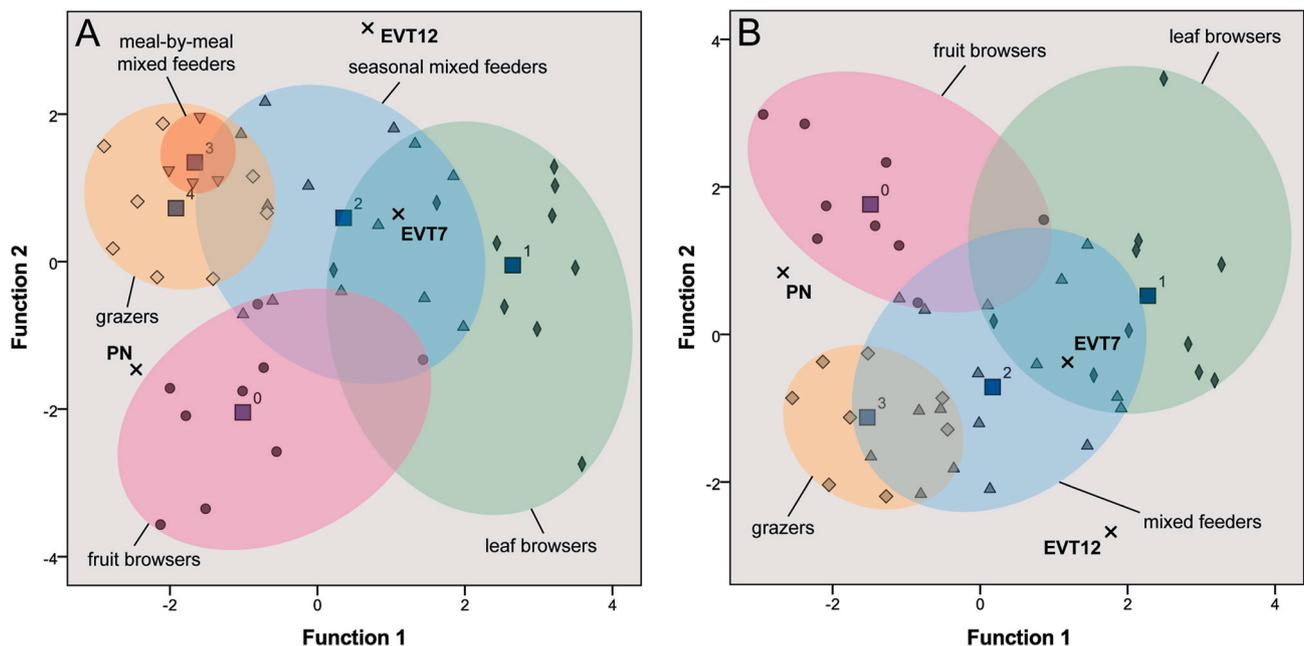 A
meal-by-meal
mixed feeders
EVT12
seasonal mixed feeders
3
4
2
EVT7
1
grazers
PN
0
fruit browsers
leaf browsers
2
0
-2
-4
-2
0
2
4
Function 2
Function 1
B
fruit browsers
leaf browsers
0
PN
1
EVT7
2
3
grazers
mixed feeders
EVT12
4
2
0
-2
-2
0
2
4
Function 2
Function 1